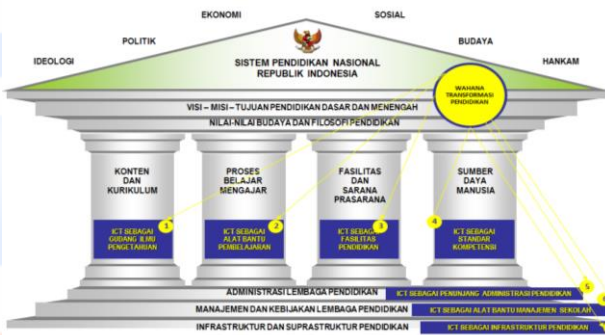 EKONOMI
SOSIAL
POLITIK
BUDAYA
IDEOLOGI
HANKAM
SISTEM PENDIDIKAN NASIONAL
REPUBLIK INDONESIA
WAHANA
TRANSFORMASI
PENDIDIKAN
VISI – MISI – TUJUAN PENDIDIKAN DASAR DAN MENENGAH
NILAI-NILAI BUDAYA DAN FILOSOFI PENDIDIKAN
KONTEN
DAN
KURIKULUM
PROSES
BELAJAR
MENGAJAR
FASILITAS
DAN
SARANA
PRASARANA
SUMBER
DAYA
MANUSIA
1
ICT SEBAGAI
GUDANG ILMU
PENGETAHUAN
2
ICT SEBAGAI
ALAT BANTU
PEMBELAJARAN
3
ICT SEBAGAI
FASILITAS
PENDIDIKAN
4
ICT SEBAGAI
STANDAR
KOMPETENSI
5
ADMINISTRASI LEMBAGA PENDIDIKAN
ICT SEBAGAI PENUNJANG ADMINISTRASI PENDIDIKAN
MANAJEMEN DAN KEBIJAKAN LEMBAGA PENDIDIKAN
ICT SEBAGAI ALAT BANTU MANAJEMEN SEKOLAH
INFRASTRUKTUR DAN SUPRASTRUKTUR PENDIDIKAN
ICT SEBAGAI INFRASTRUKTUR PENDIDIKAN